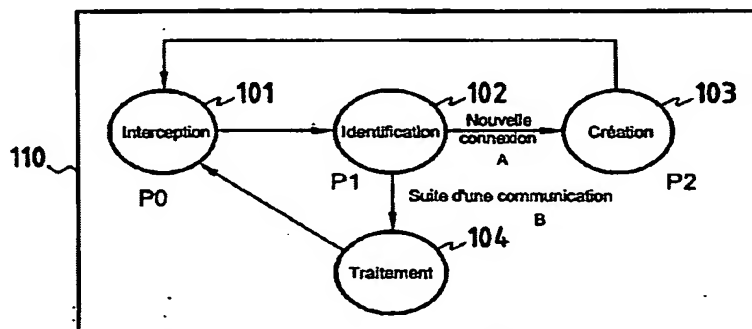 101
102
103
Interception
Identification
Nouvelle
connexion
A
Création
110
P0
P1
P2
Suite d'une communication
B
104
Traitement